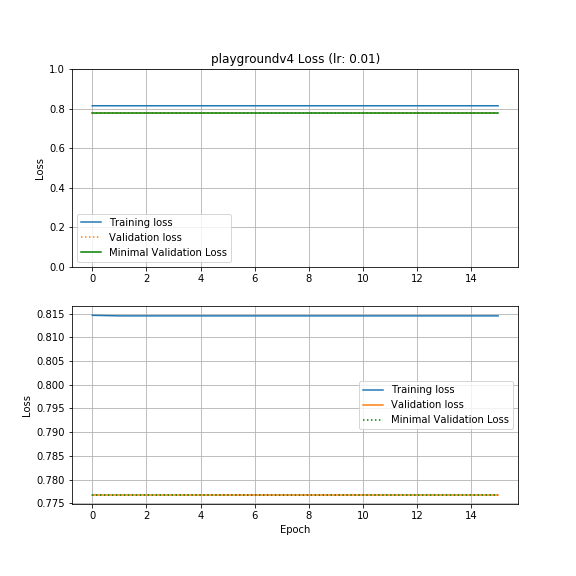 playgroundv4 Loss (lr: 0.01)
1.0
0.8
0.6
0.4
0.2
0.0
Loss
Training loss
Validation loss
Minimal Validation Loss
0 2 4 6 8 10 12 14
0.815
0.810
0.805
0.800
0.795
0.790
0.785
0.780
0.775
Loss
Training loss
Validation loss
Minimal Validation Loss
0 2 4 6 8 10 12 14
Epoch